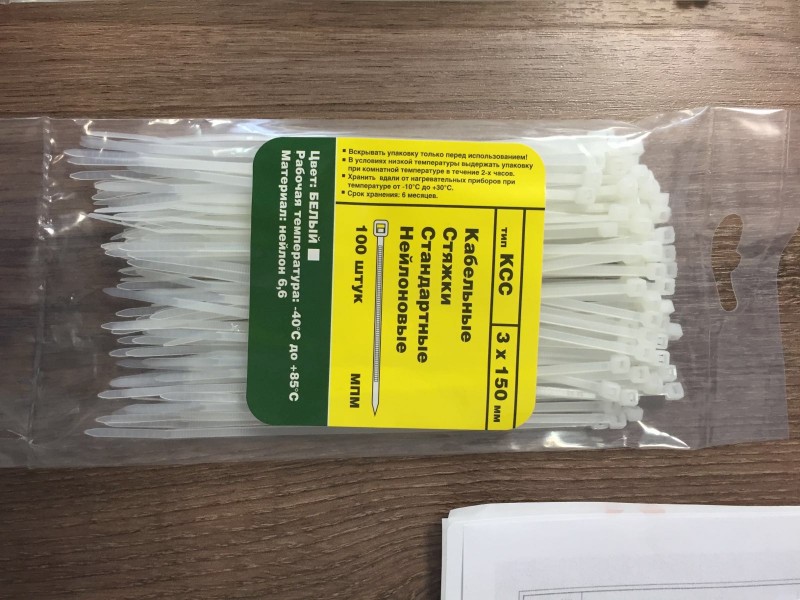 • Вскрывать упаковку только перед использованием!
• В условиях низкой температуры выдержать упаковку
при комнатной температуре в течение 2-х часов.
• Хранить вдали от нагревательных приборов при
температуре от -10°C до +30°C.
• Срок хранения: 6 месяцев.
тип КСС
3 x 150 мм
Кабельные
Стяжки
Стандартные
Нейлоновые
100 штук
МПМ
Цвет: БЕЛЫЙ
Рабочая температура: -40°C до +85°C
Материал: нейлон 6,6